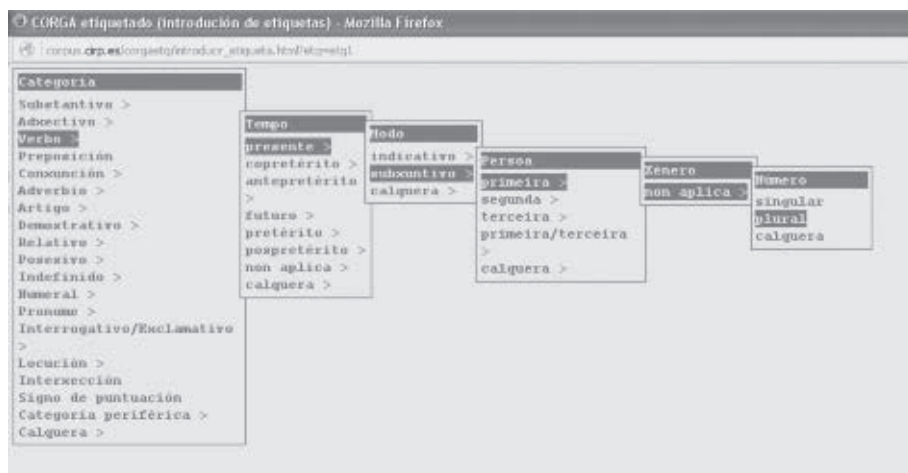 CORGA etiquetado (introdución de etiquetas) - Mozilla Firefox
corpus.cirp.es/corgaetq/introducir_etiqueta.html?etq=etq1
Categoría
Substantivo >
Adxectivo >
Verbo >
Preposición
Conxunción >
Adverbio >
Artigo >
Demostrativo >
Relativo >
Posesivo >
Indefinido >
Numeral >
Pronome >
Interrogativo/Exclamativo
>
Locución >
Interxección
Signo de puntuación
Categoría periférica >
Calquera >
Tempo
presente >
copretérito >
antepretérito
>
futuro >
pretérito >
pospretérito >
non aplica >
calquera >
Modo
indicativo >
subxuntivo >
calquera >
Persoa
primeira >
segunda >
terceira >
primeira/terceira
>
calquera >
Xénero
non aplica >
Número
singular
plural
calquera